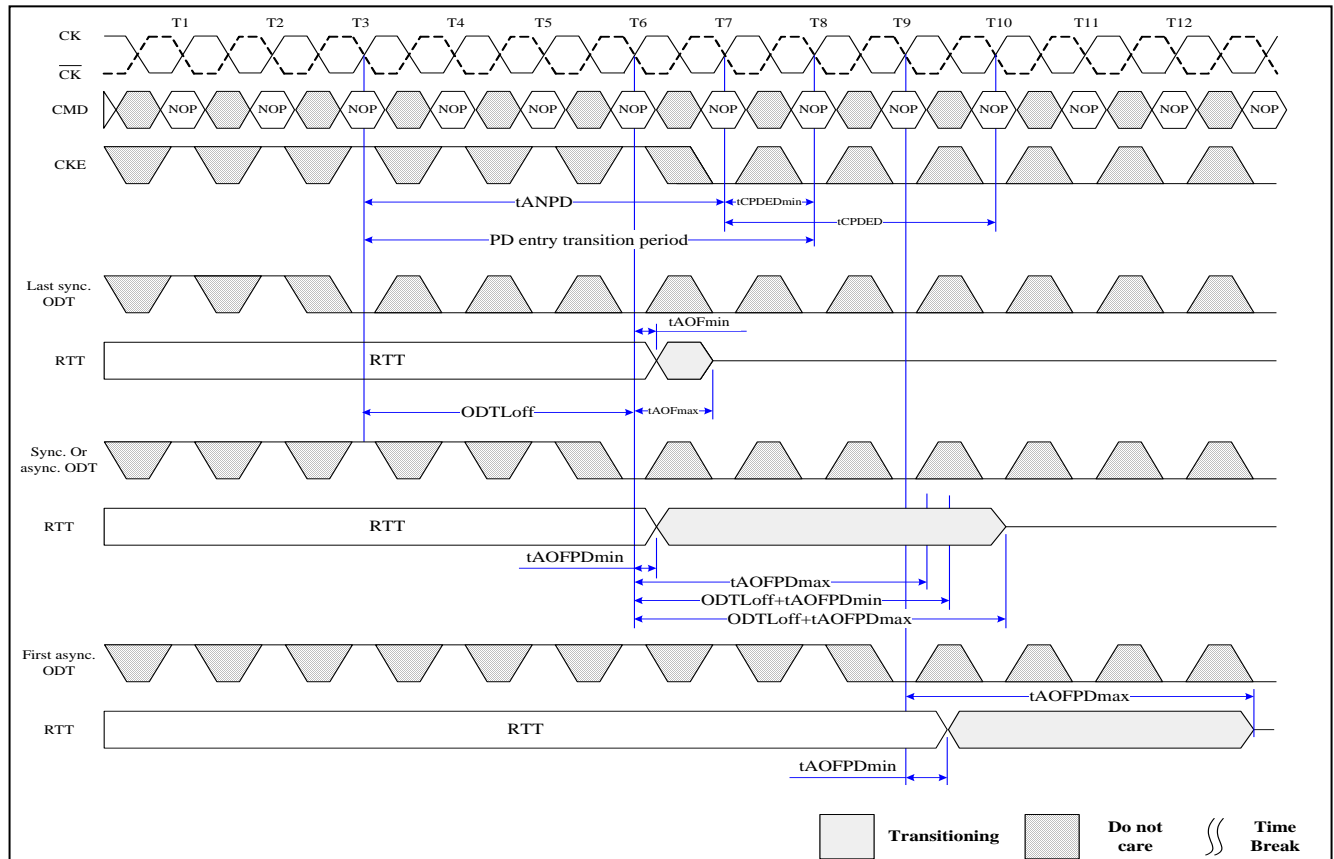 T1 T2 T3 T4 T5 T6 T7 T8 T9 T10 T11 T12
CK
CK
CMD NOP NOP NOP NOP NOP NOP NOP NOP NOP NOP NOP NOP NOP
CKE
tANPD tCPDEDmin
tCPDED
PD entry transition period
Last sync.
ODT
tAOFmin
RTT RTT
ODTLoff tAOFmax
Sync. Or
async. ODT
RTT RTT
tAOFPDmin
tAOFPDmax
ODTLoff+tAOFPDmin
ODTLoff+tAOFPDmax
First async.
ODT
tAOFPDmax
RTT RTT
tAOFPDmin
Transitioning
Do not
care
Time
Break